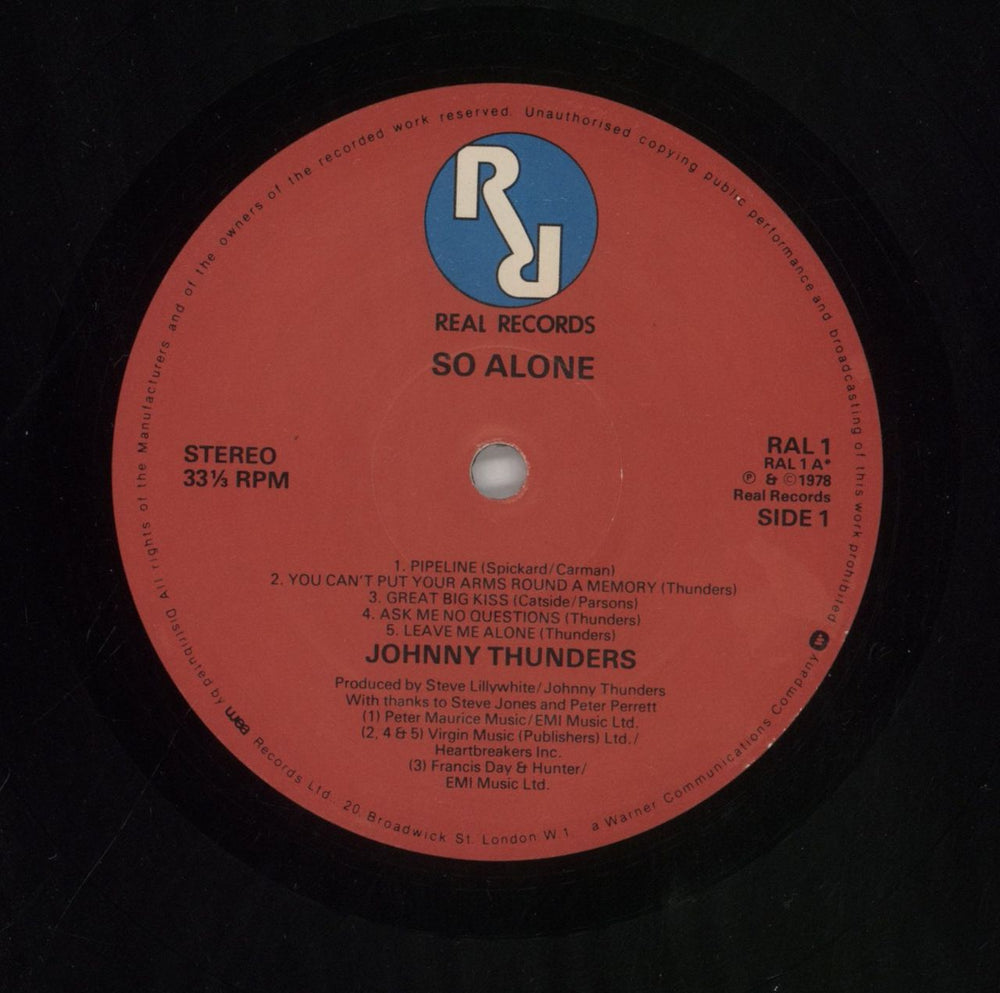 All rights of the Manufacturers and of the owners of the recorded work reserved. Unauthorised copying public performance and broadcasting of this work prohibited
RR
REAL RECORDS
SO ALONE
STEREO
33⅓ RPM
RAL 1
RAL 1 A*
Ⓟ & ©1978
Real Records
SIDE 1
1. PIPELINE (Spickard/Carman)
2. YOU CAN'T PUT YOUR ARMS ROUND A MEMORY (Thunders)
3. GREAT BIG KISS (Catside/Parsons)
4. ASK ME NO QUESTIONS (Thunders)
5. LEAVE ME ALONE (Thunders)
JOHNNY THUNDERS
Produced by Steve Lillywhite/Johnny Thunders
With thanks to Steve Jones and Peter Perrett
(1) Peter Maurice Music/EMI Music Ltd.
(2, 4 & 5) Virgin Music (Publishers) Ltd./
Heartbreakers Inc.
(3) Francis Day & Hunter/
EMI Music Ltd.
Distributed by wea Records Ltd., 20, Broadwick St. London W.1. a Warner Communications Company